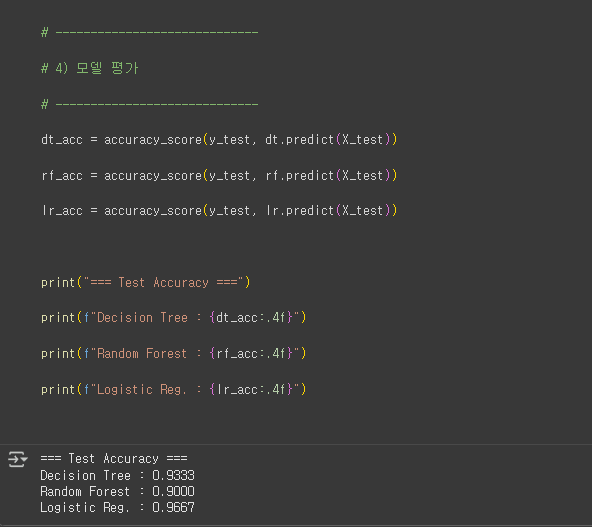 # -----------------------------
# 4) 모델 평가
# -----------------------------
dt_acc = accuracy_score(y_test, dt.predict(X_test))
rf_acc = accuracy_score(y_test, rf.predict(X_test))
lr_acc = accuracy_score(y_test, lr.predict(X_test))
print("=== Test Accuracy ===")
print(f"Decision Tree : {dt_acc:.4f}")
print(f"Random Forest : {rf_acc:.4f}")
print(f"Logistic Reg. : {lr_acc:.4f}")
=== Test Accuracy ===
Decision Tree : 0.9333
Random Forest : 0.9000
Logistic Reg. : 0.9667